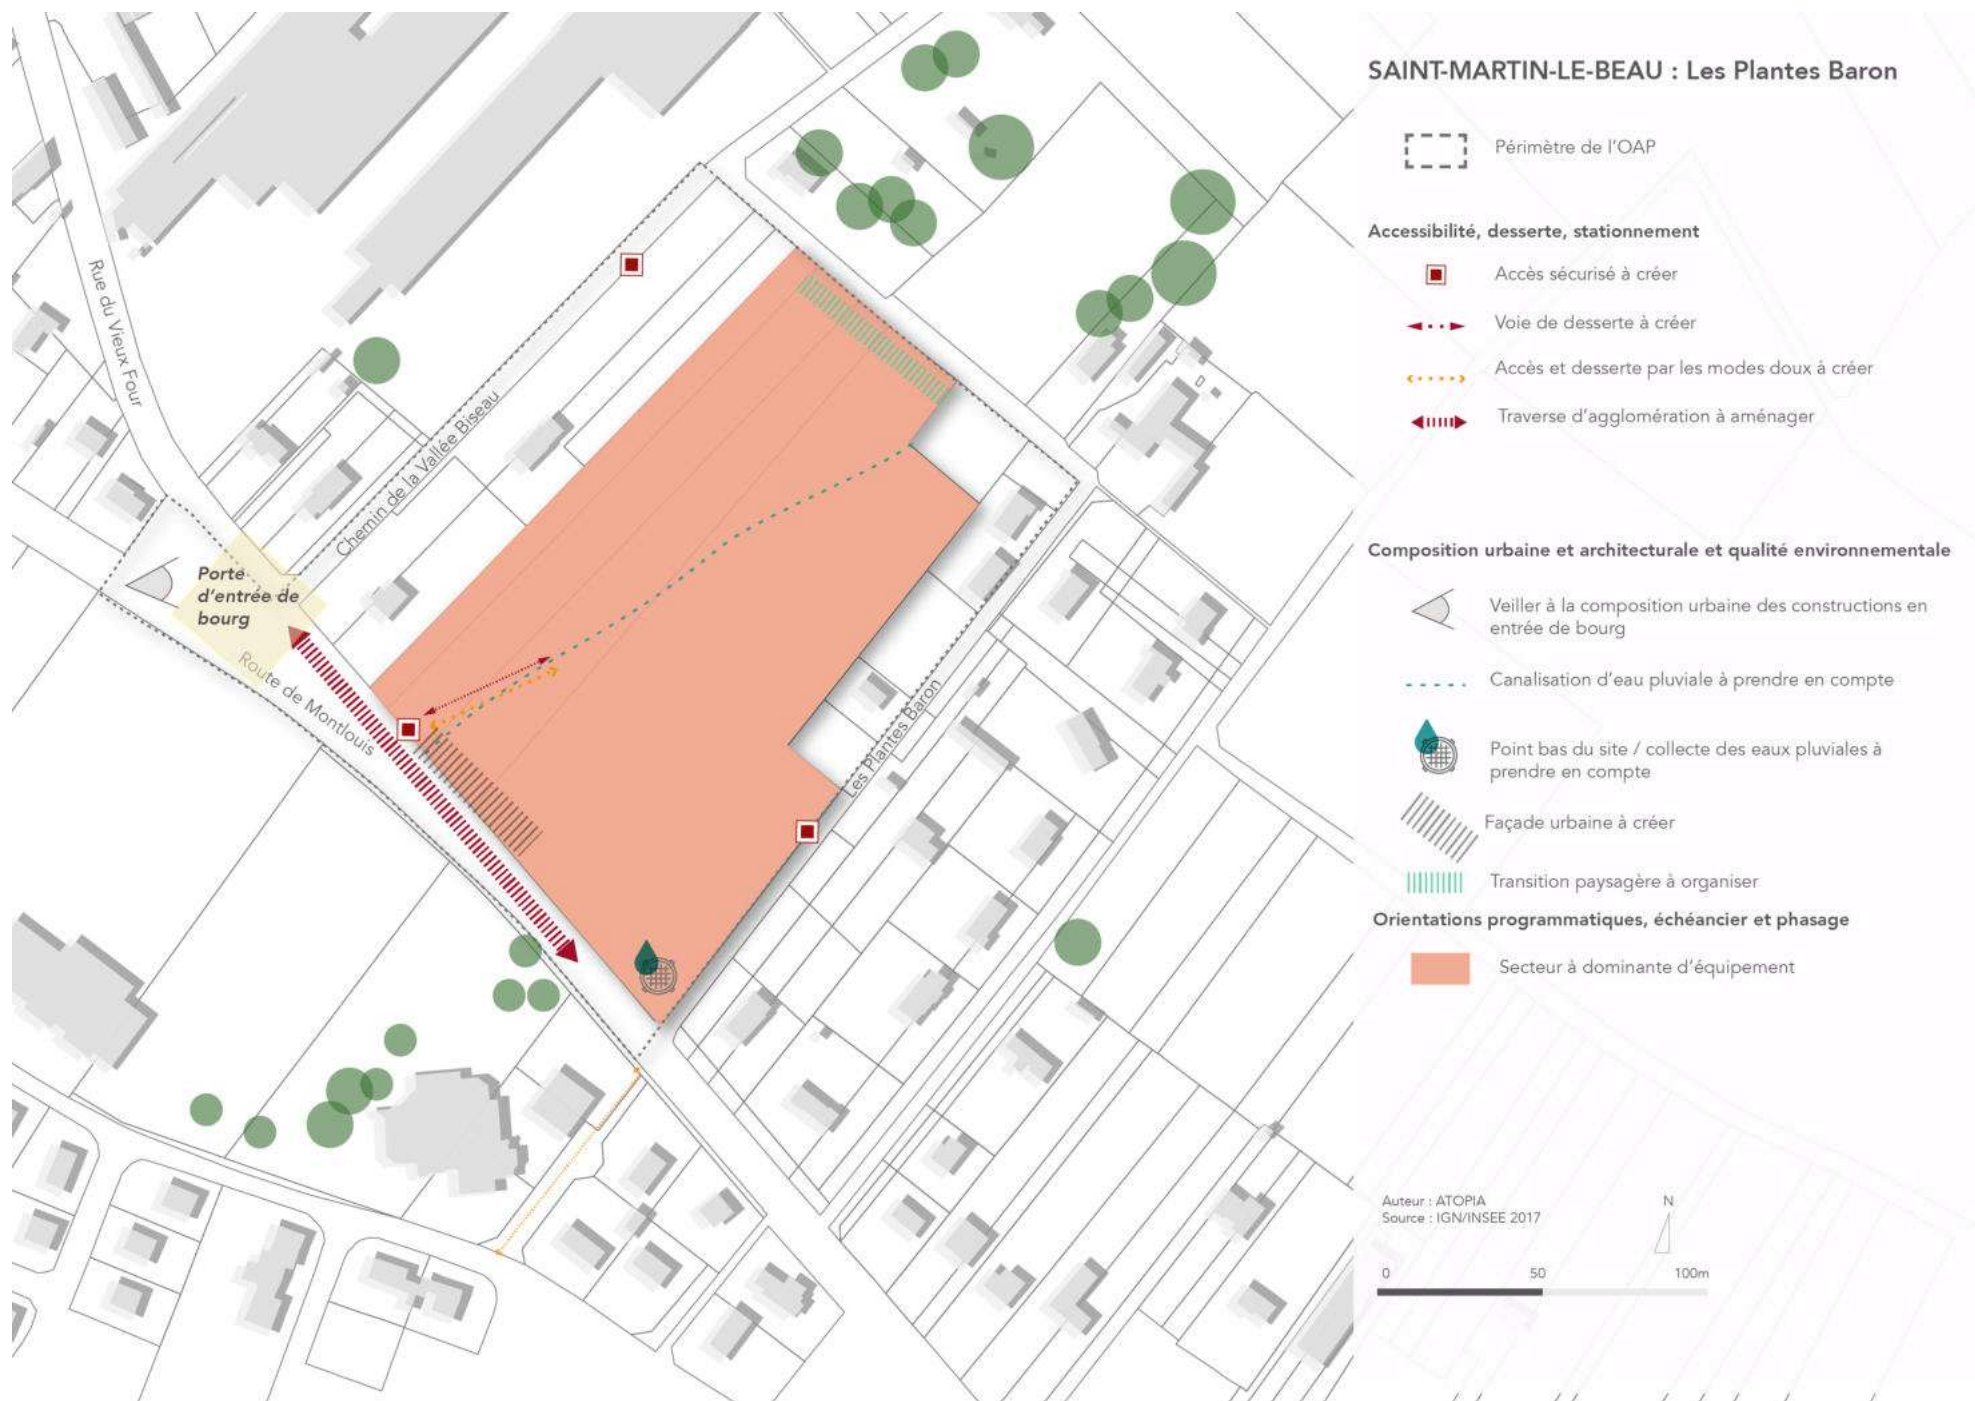 SAINT-MARTIN-LE-BEAU : Les Plantes Baron
Périmètre de l'OAP
Accessibilité, desserte, stationnement
Accès sécurisé à créer
Voie de desserte à créer
Accès et desserte par les modes doux à créer
Traverse d'agglomération à aménager
Composition urbaine et architecturale et qualité environnementale
Veiller à la composition urbaine des constructions en
entrée de bourg
Canalisation d'eau pluviale à prendre en compte
Point bas du site / collecte des eaux pluviales à
prendre en compte
Façade urbaine à créer
Transition paysagère à organiser
Orientations programmatiques, échéancier et phasage
Secteur à dominante d'équipement
Auteur : ATOPIA
Source : IGN/INSEE 2017
N
0 50 100m
Rue du Vieux Four
Chemin de la Vallée Biseau
Porte
d'entrée de
bourg
Route de Montlouis
Les Plantes Baron